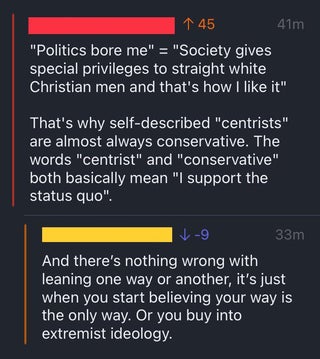 ↑ 45 41m
"Politics bore me" = "Society gives
special privileges to straight white
Christian men and that's how I like it"
That's why self-described "centrists"
are almost always conservative. The
words "centrist" and "conservative"
both basically mean "I support the
status quo".
↓ -9 33m
And there's nothing wrong with
leaning one way or another, it's just
when you start believing your way is
the only way. Or you buy into
extremist ideology.